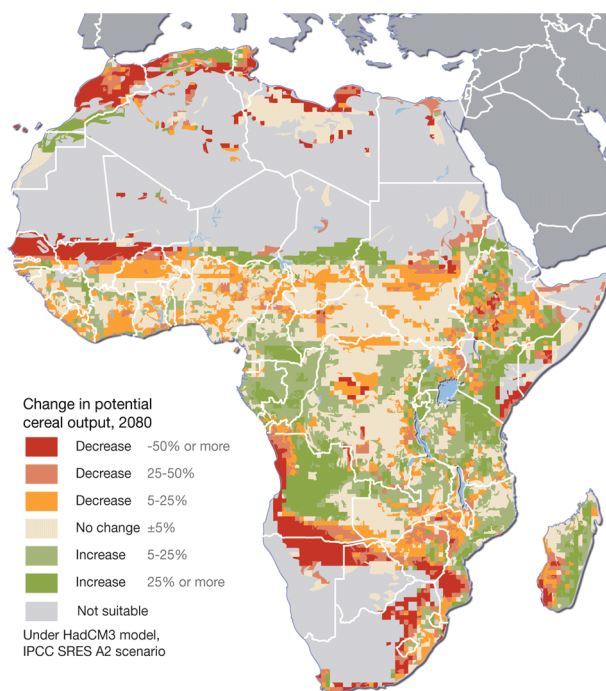 Change in potential
cereal output, 2080
Decrease -50% or more
Decrease 25-50%
Decrease 5-25%
No change ±5%
Increase 5-25%
Increase 25% or more
Not suitable
Under HadCM3 model,
IPCC SRES A2 scenario